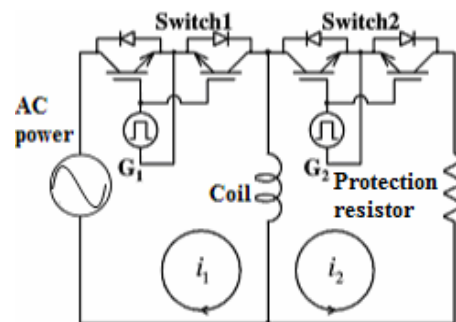 Switch1
Switch2
AC
power
G1
Coil
G2
Protection
resistor
i1
i2